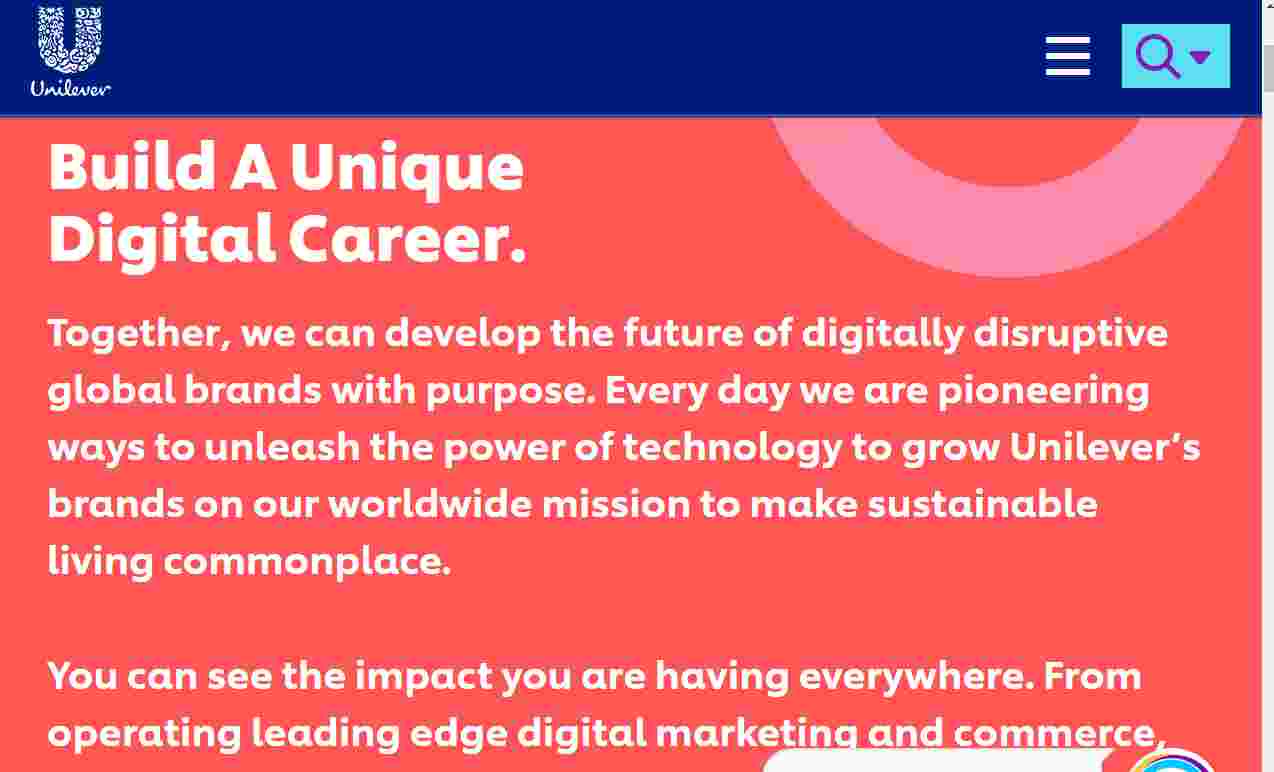 Unilever
Build A Unique
Digital Career.
Together, we can develop the future of digitally disruptive
global brands with purpose. Every day we are pioneering
ways to unleash the power of technology to grow Unilever’s
brands on our worldwide mission to make sustainable
living commonplace.
You can see the impact you are having everywhere. From
operating leading edge digital marketing and commerce,